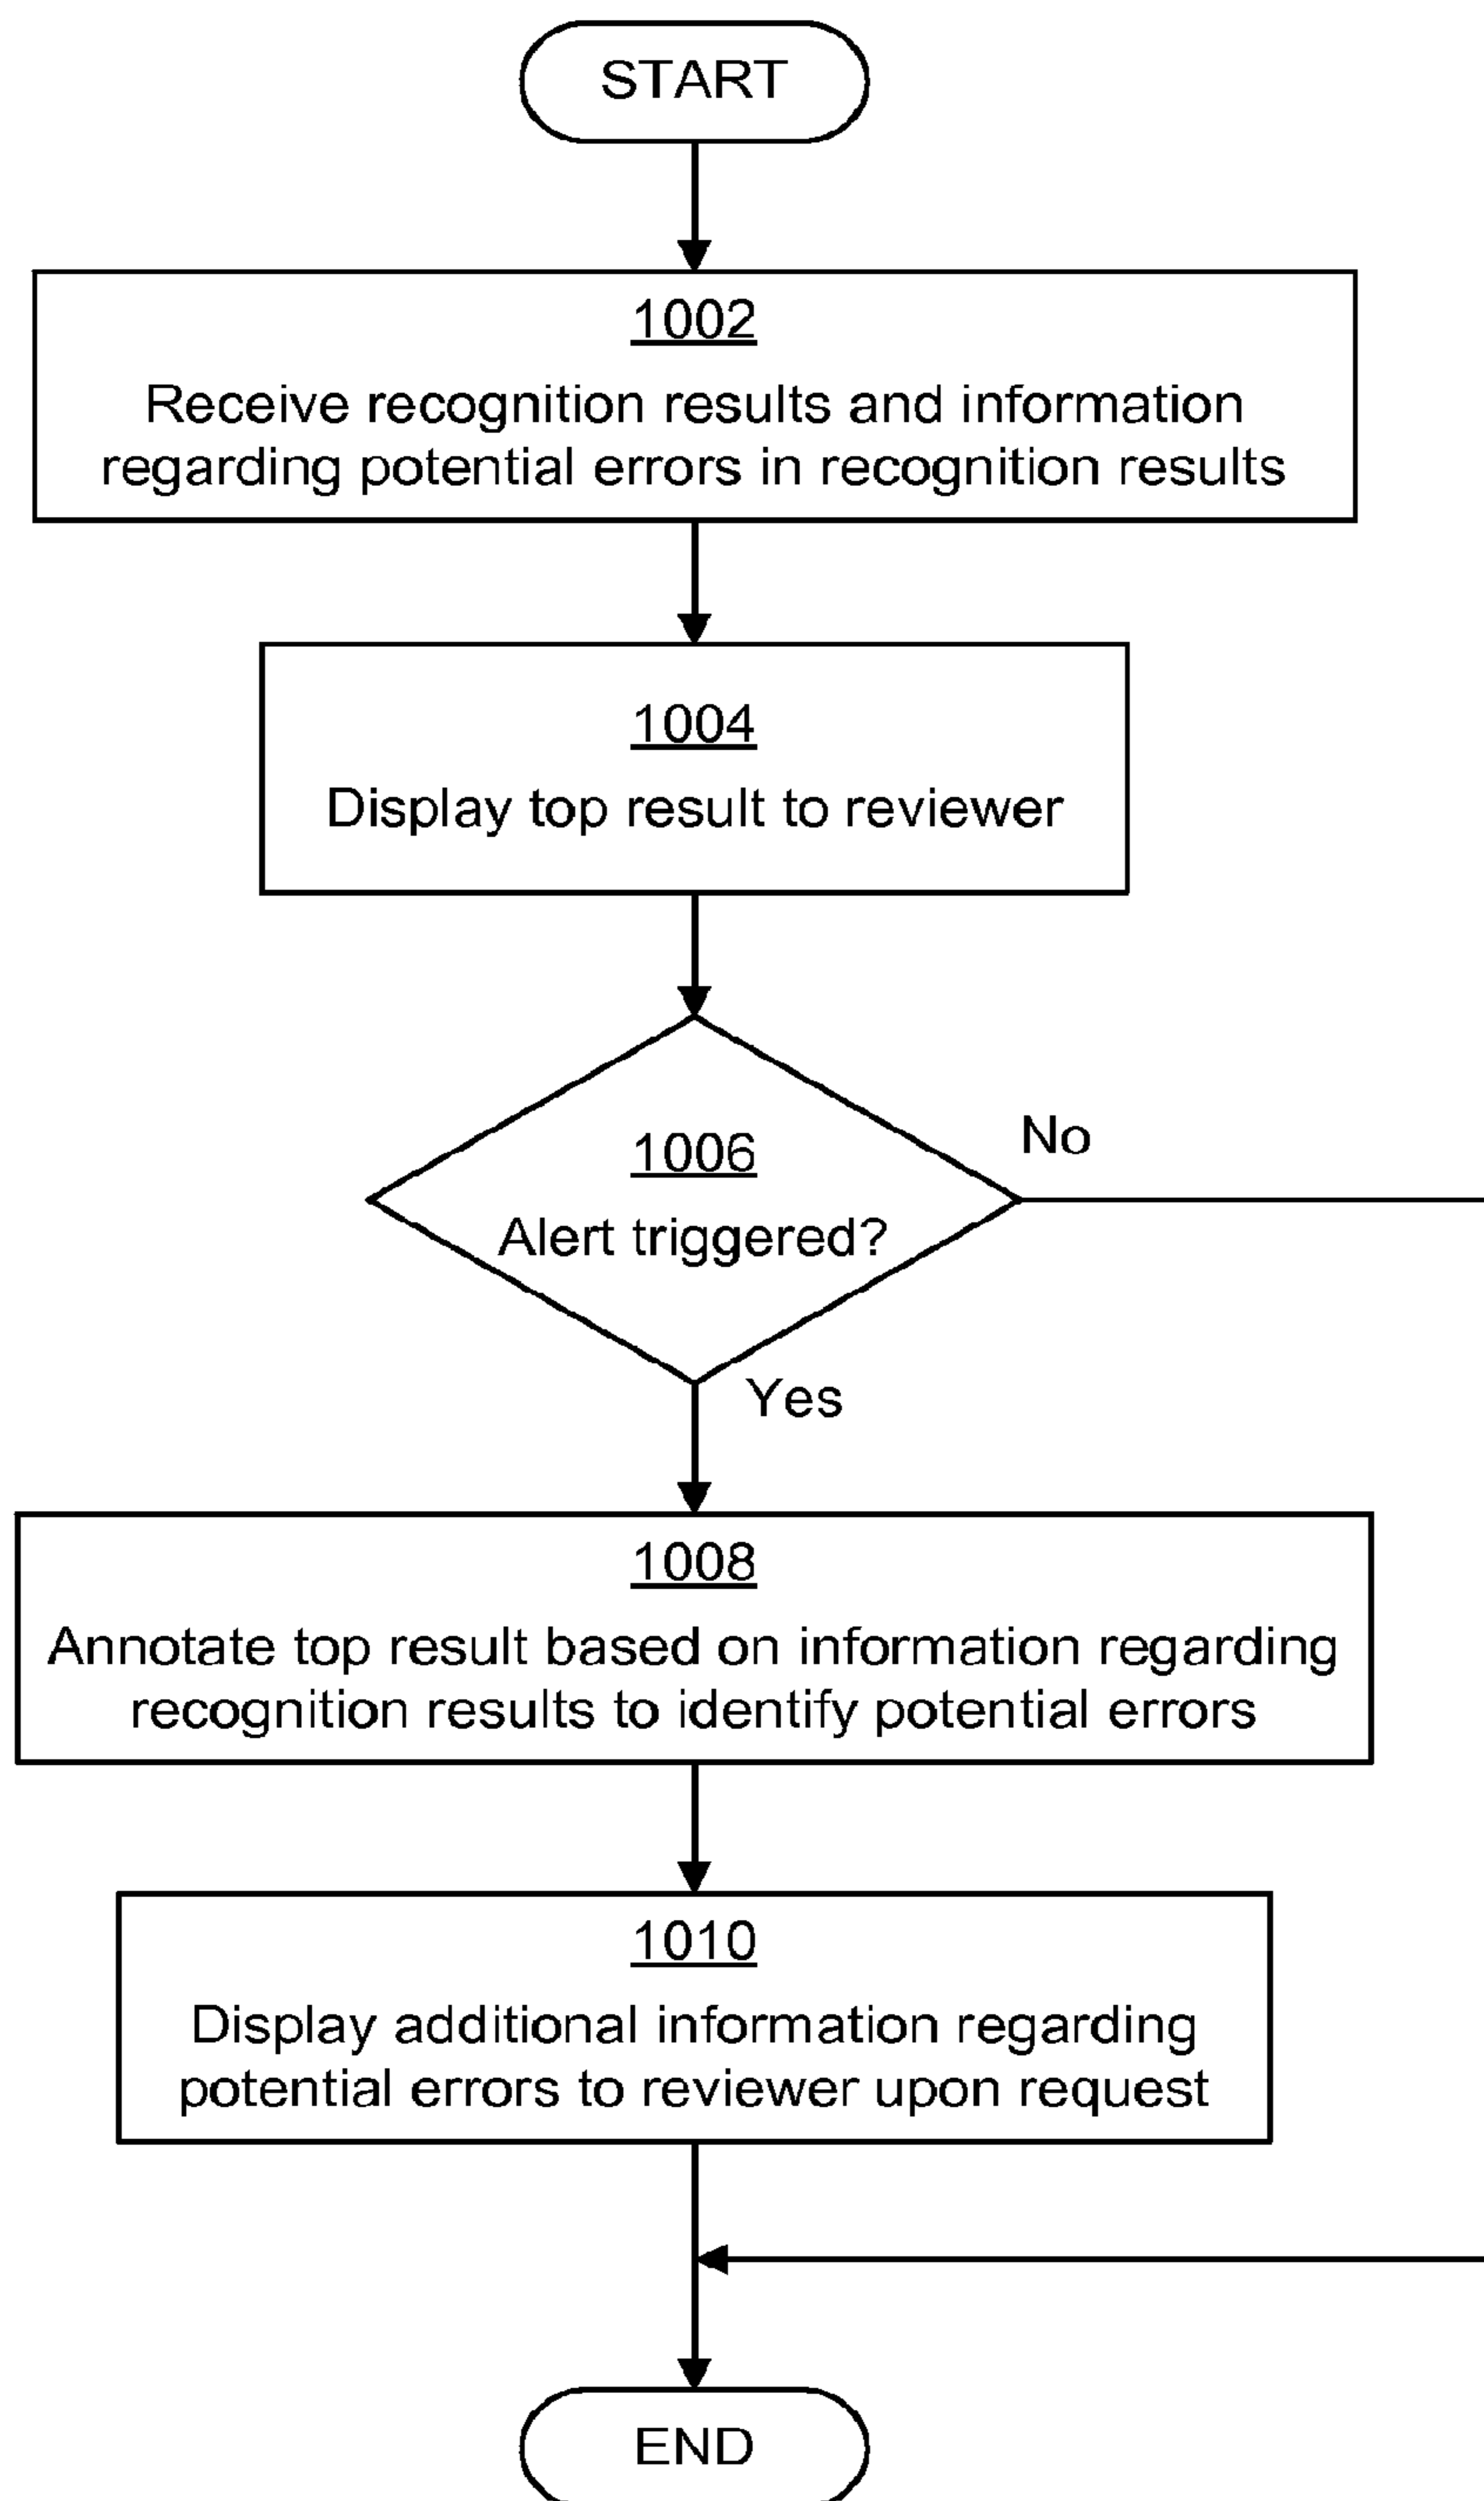 START
1002
Receive recognition results and information
regarding potential errors in recognition results
1004
Display top result to reviewer
1006
Alert triggered?
No
Yes
1008
Annotate top result based on information regarding
recognition results to identify potential errors
1010
Display additional information regarding
potential errors to reviewer upon request
END